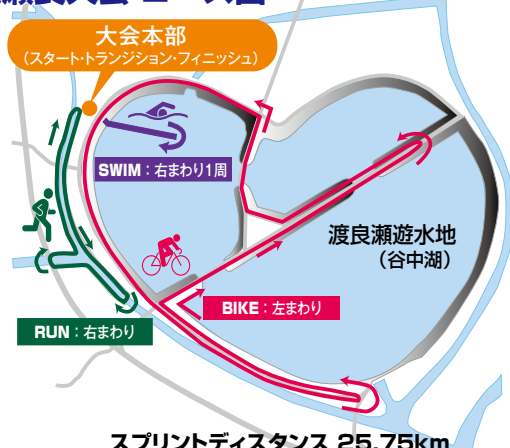 大会本部
(スタート・トランジション・フィニッシュ)
SWIM：右まわり1周
渡良瀬遊水地
(谷中湖)
BIKE：左まわり
RUN：右まわり
スプリントディスタンス 25.75km